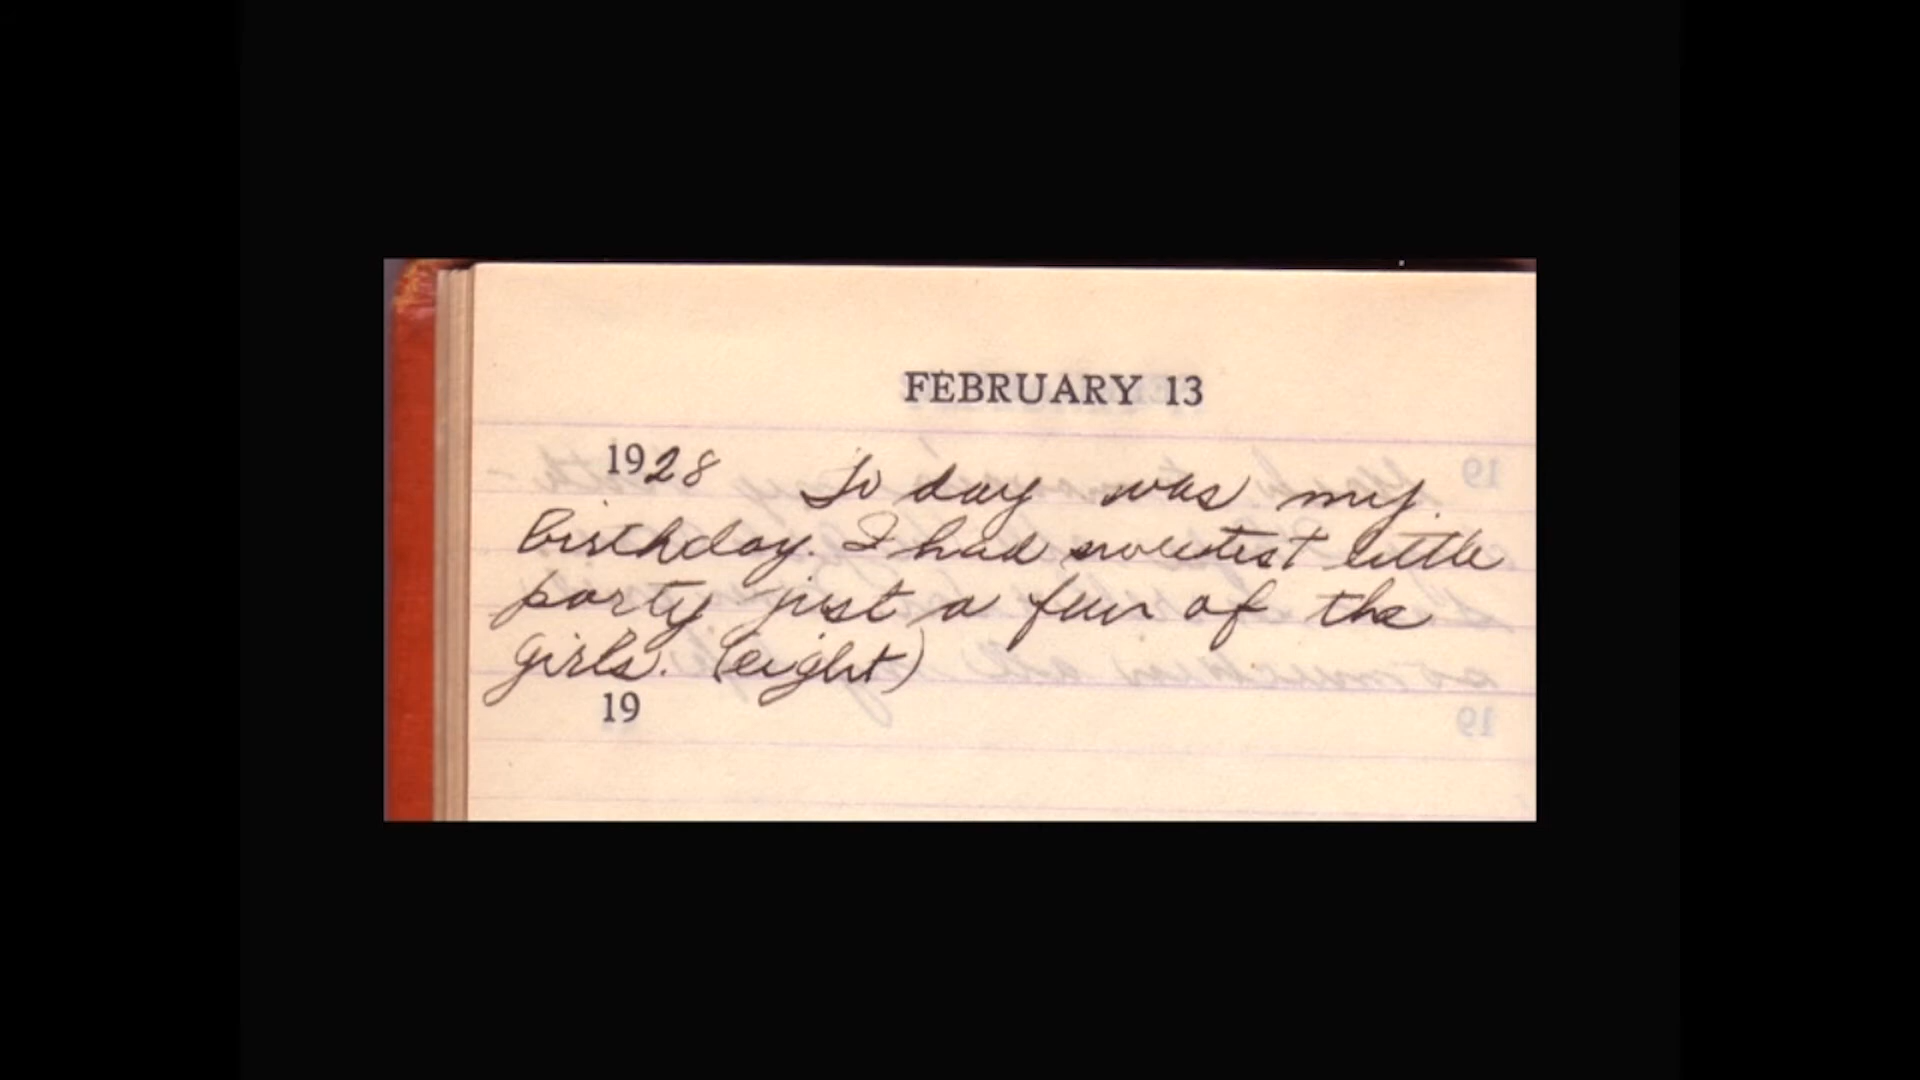 FEBRUARY 13
1928 To day was my
birthday. I had sweetest little
party just a few of the
girls. (eight)
19